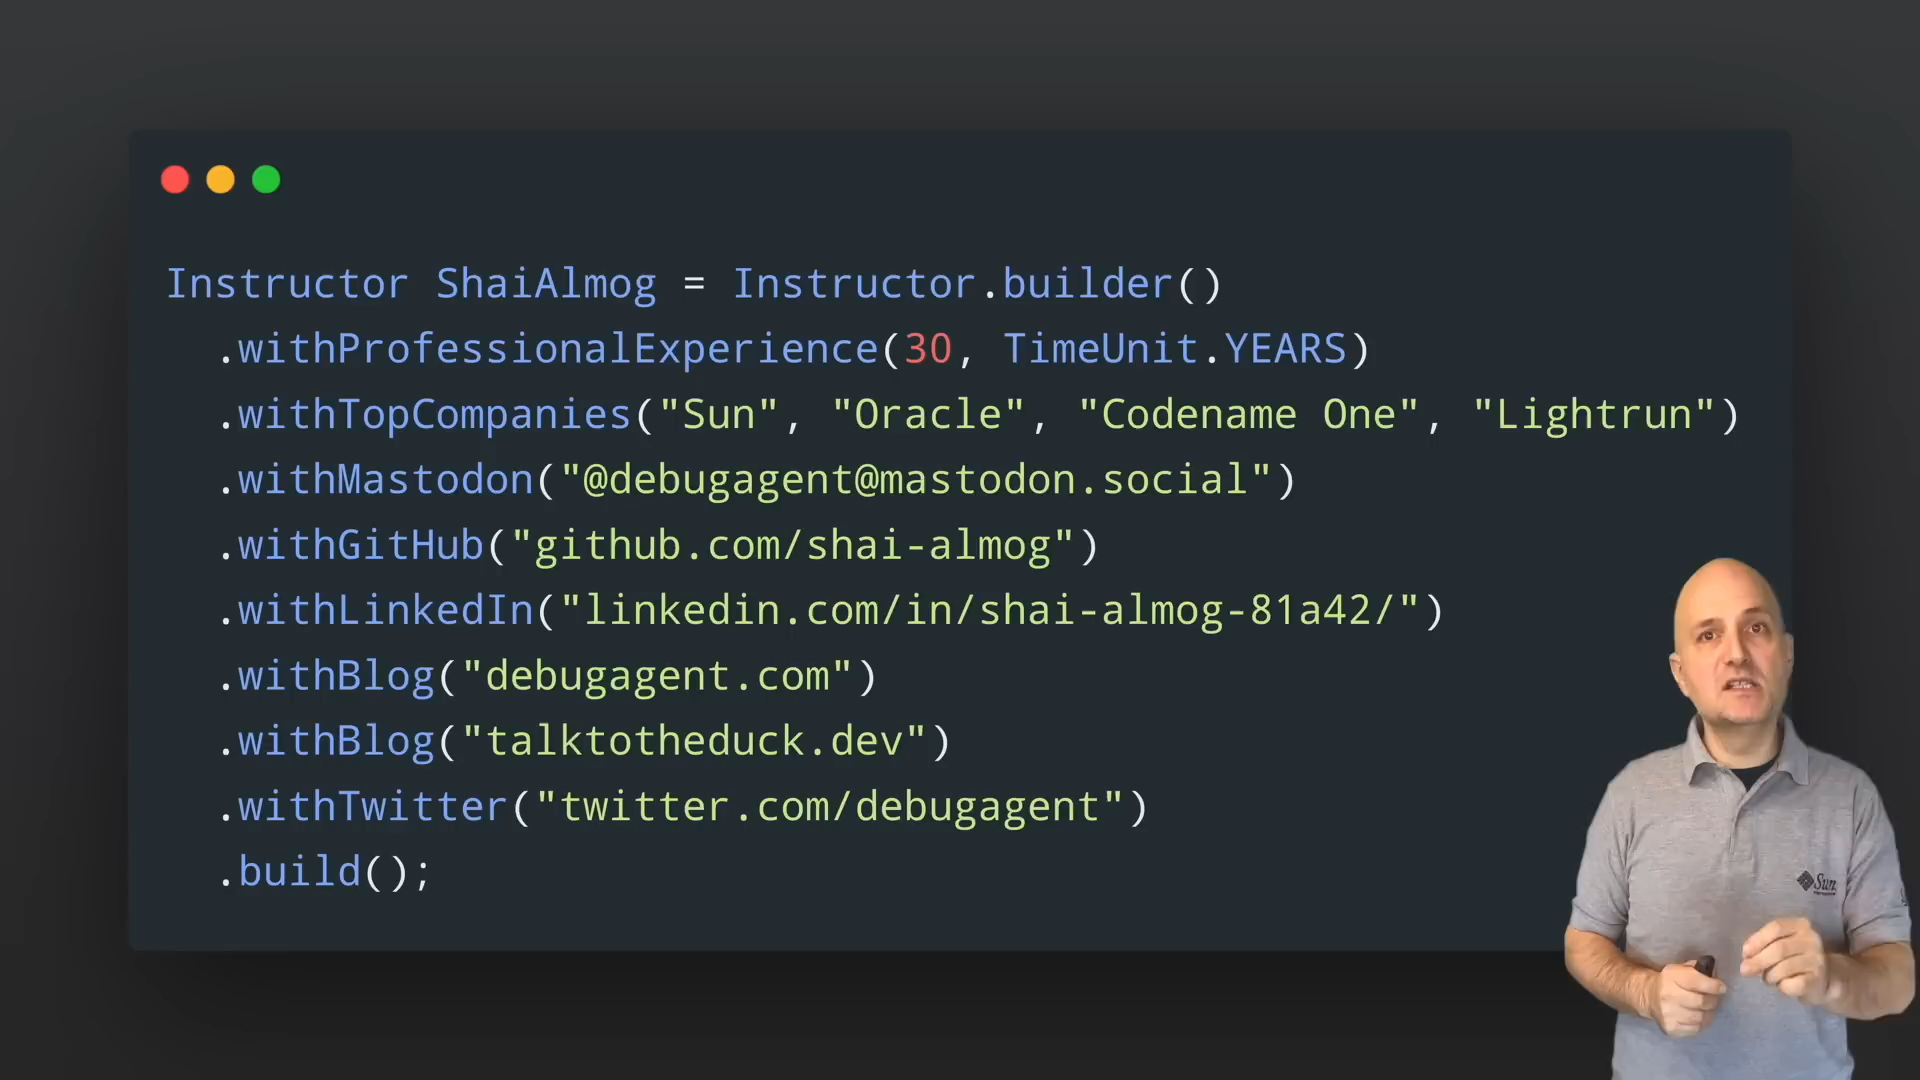 Instructor ShaiAlmog = Instructor.builder()
.withProfessionalExperience(30, TimeUnit.YEARS)
.withTopCompanies("Sun", "Oracle", "Codename One", "Lightrun")
.withMastodon("@debugagent@mastodon.social")
.withGitHub("github.com/shai-almog")
.withLinkedIn("linkedin.com/in/shai-almog-81a42/")
.withBlog("debugagent.com")
.withBlog("talktotheduck.dev")
.withTwitter("twitter.com/debugagent")
.build();
Sun